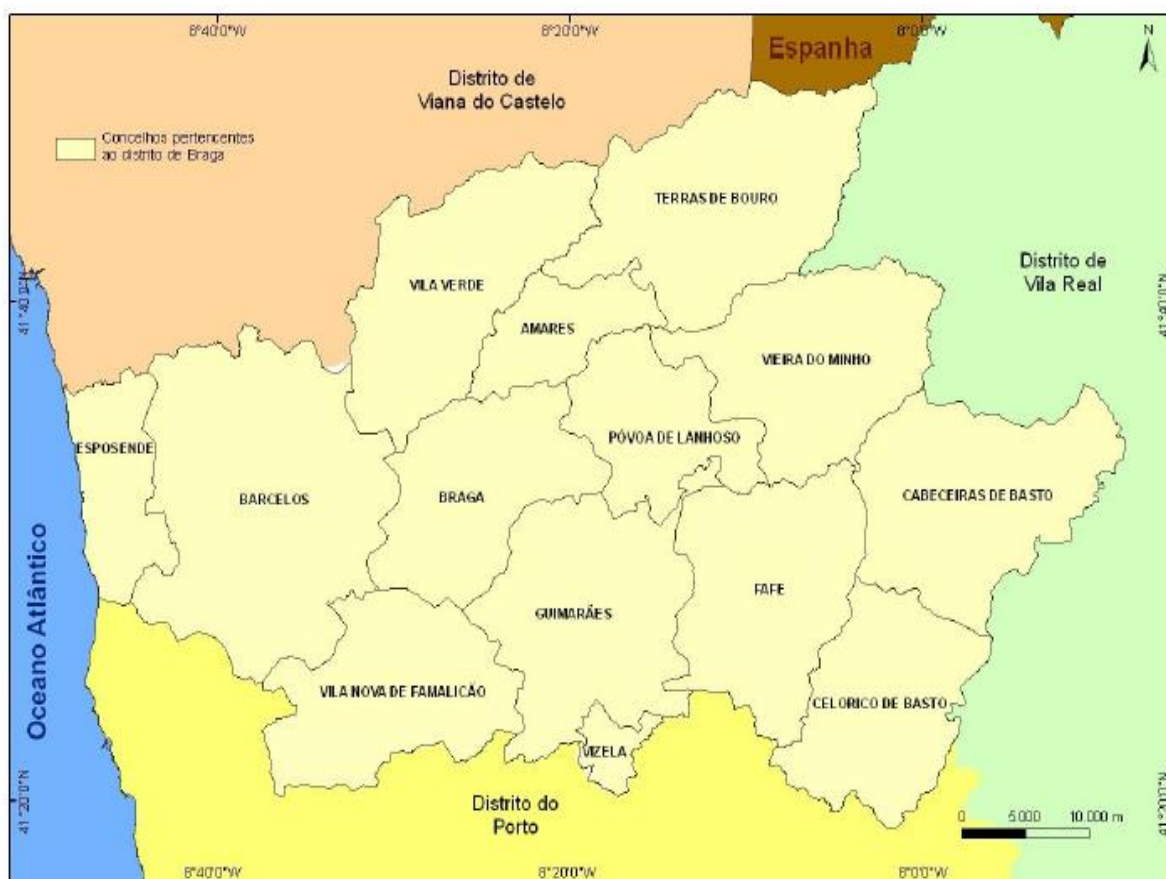 8°40'0"W
8°20'0"W
8°0'0"W
N
Espanha
Distrito de
Viana do Castelo
Concelhos pertencentes
ao distrito de Braga
TERRAS DE BOURO
Distrito de
Vila Real
VILA VERDE
41°40'0"N
41°40'0"N
AMARES
VIEIRA DO MINHO
ESPOSENDE
PÓVOA DE LANHOSO
BARCELOS
BRAGA
CABECEIRAS DE BASTO
Oceano Atlântico
FAFE
GUIMARÃES
VILA NOVA DE FAMALICÃO
CELORICO DE BASTO
VIZELA
41°20'0"N
41°20'0"N
Distrito do
Porto
0 5.000 10.000 m
8°40'0"W
8°20'0"W
8°0'0"W